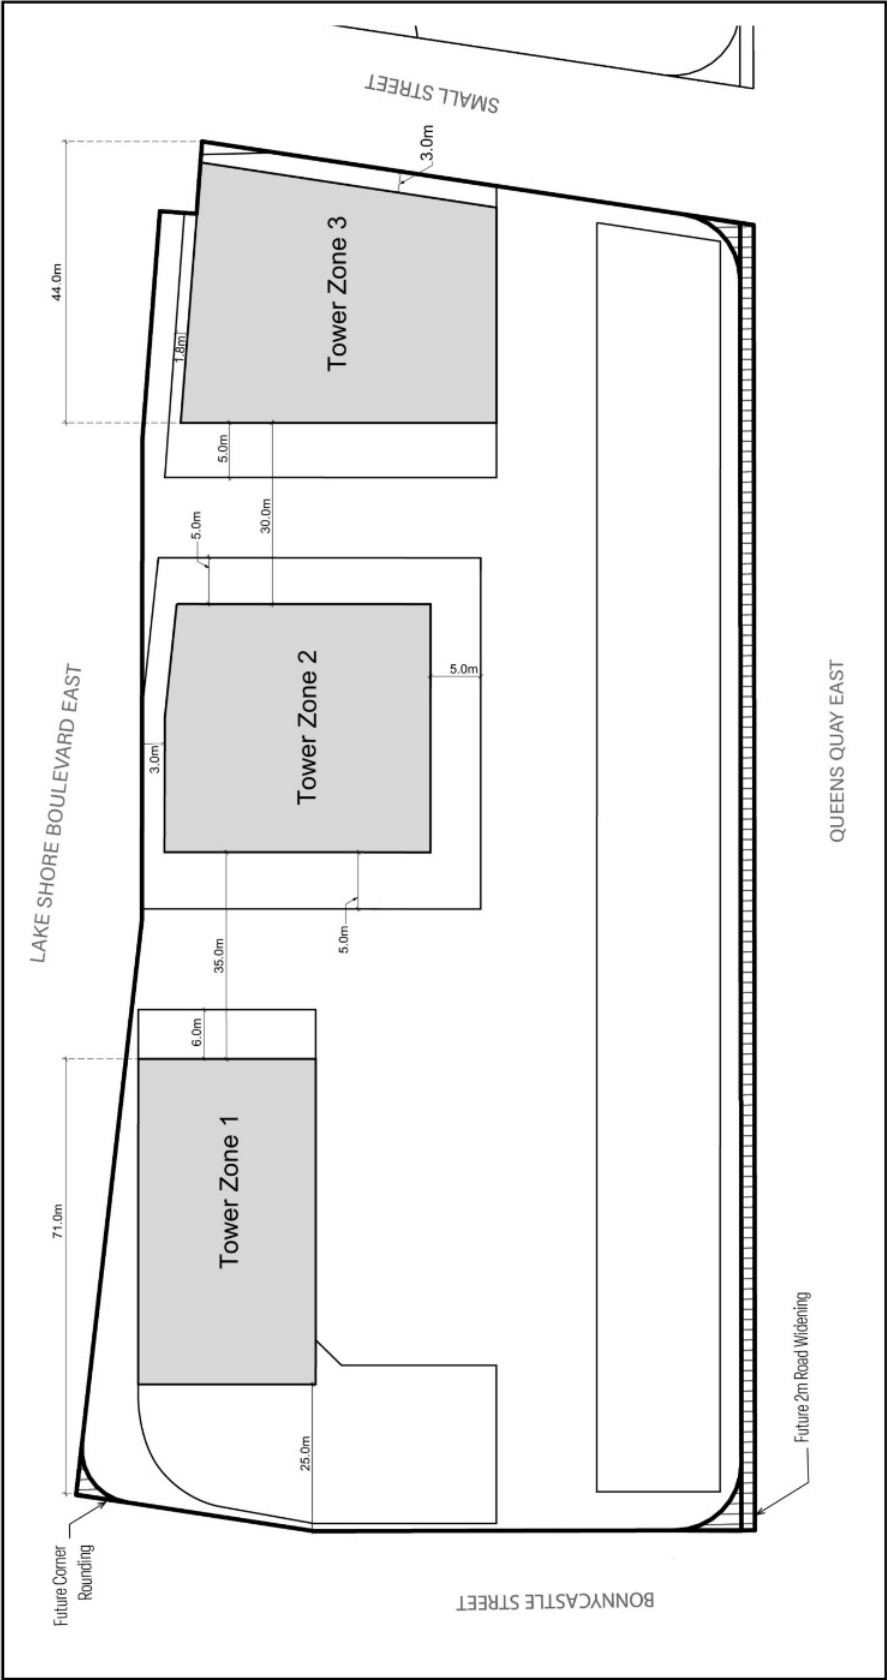 SMALL STREET
3.0m
44.0m
Tower Zone 3
1.8m
5.0m
30.0m
5.0m
LAKE SHORE BOULEVARD EAST
Tower Zone 2
5.0m
3.0m
QUEENS QUAY EAST
35.0m
5.0m
6.0m
Tower Zone 1
71.0m
25.0m
Future 2m Road Widening
Future Corner
Rounding
BONNYCASTLE STREET